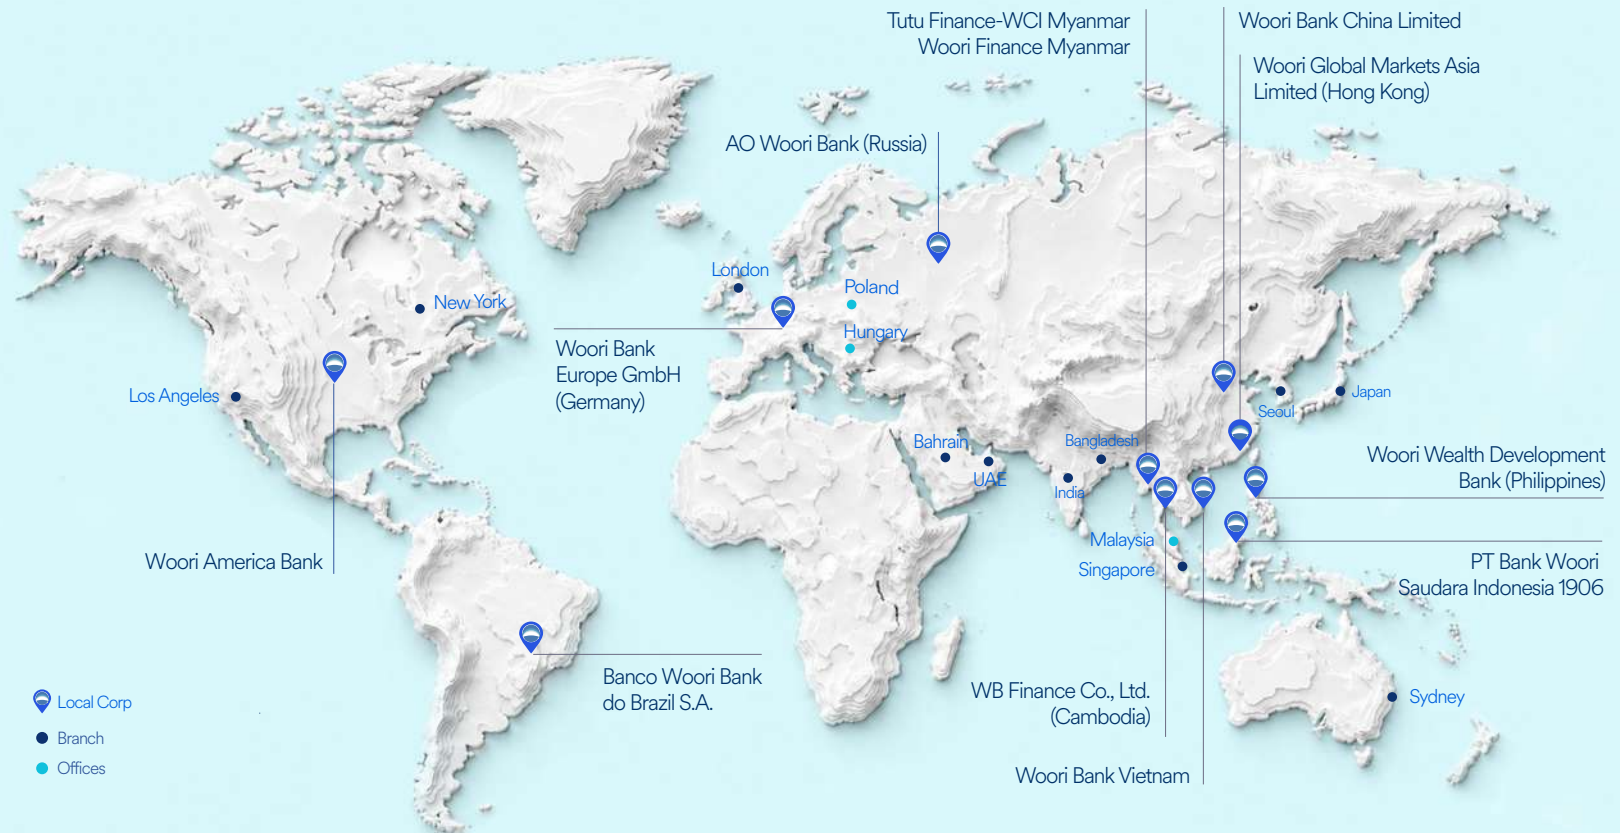 Tutu Finance-WCI Myanmar
Woori Finance Myanmar
Woori Bank China Limited
Woori Global Markets Asia
Limited (Hong Kong)
AO Woori Bank (Russia)
London
Poland
New York
Hungary
Woori Bank
Europe GmbH
(Germany)
Los Angeles
Japan
Seoul
Bahrain
Bangladesh
UAE
India
Woori Wealth Development
Bank (Philippines)
Malaysia
Singapore
Woori America Bank
PT Bank Woori
Saudara Indonesia 1906
Banco Woori Bank
do Brazil S.A.
WB Finance Co., Ltd.
(Cambodia)
Sydney
Woori Bank Vietnam
Local Corp
Branch
Offices